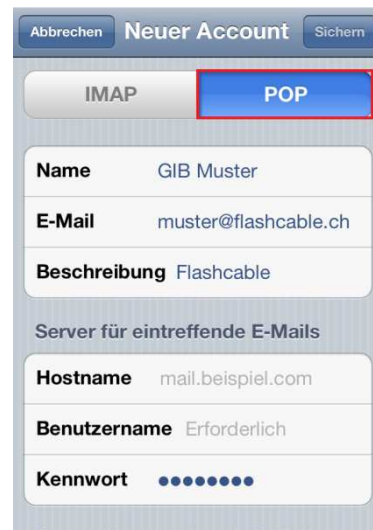 Abbrechen Neuer Account Sichern
IMAP POP
Name GIB Muster
E-Mail muster@flashcable.ch
Beschreibung Flashcable
Server für eintreffende E-Mails
Hostname mail.beispiel.com
Benutzername Erforderlich
Kennwort ●●●●●●●●